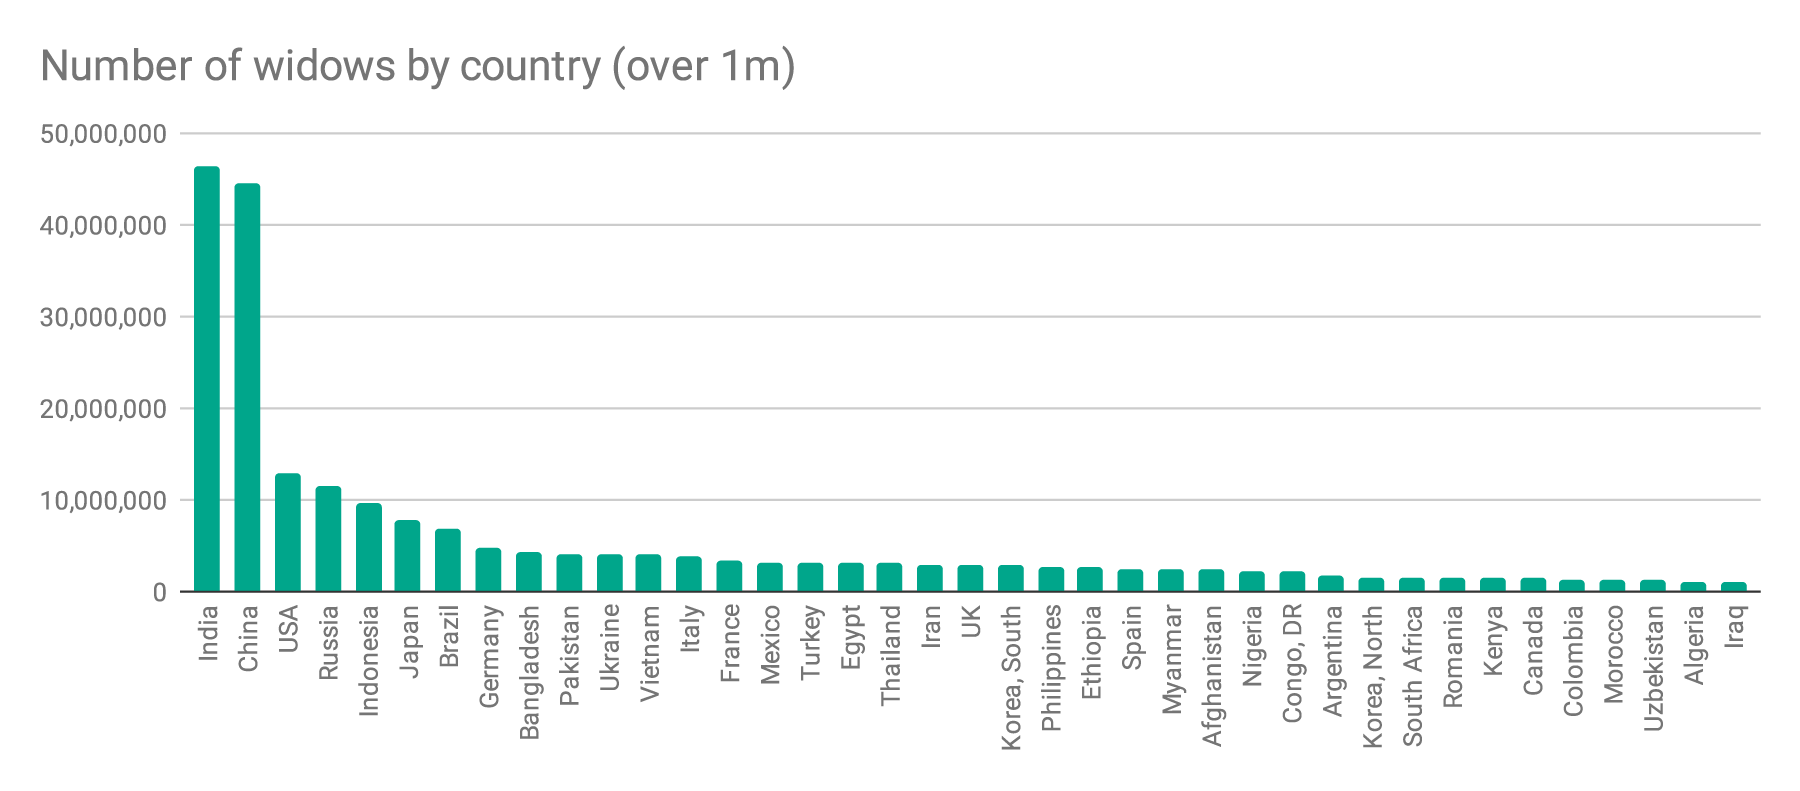 Number of widows by country (over 1m)
50,000,000
40,000,000
30,000,000
20,000,000
10,000,000
0
India
China
USA
Russia
Indonesia
Japan
Brazil
Germany
Bangladesh
Pakistan
Ukraine
Vietnam
Italy
France
Mexico
Turkey
Egypt
Thailand
Iran
UK
Korea, South
Philippines
Ethiopia
Spain
Myanmar
Afghanistan
Nigeria
Congo, DR
Argentina
Korea, North
South Africa
Romania
Kenya
Canada
Colombia
Morocco
Uzbekistan
Algeria
Iraq